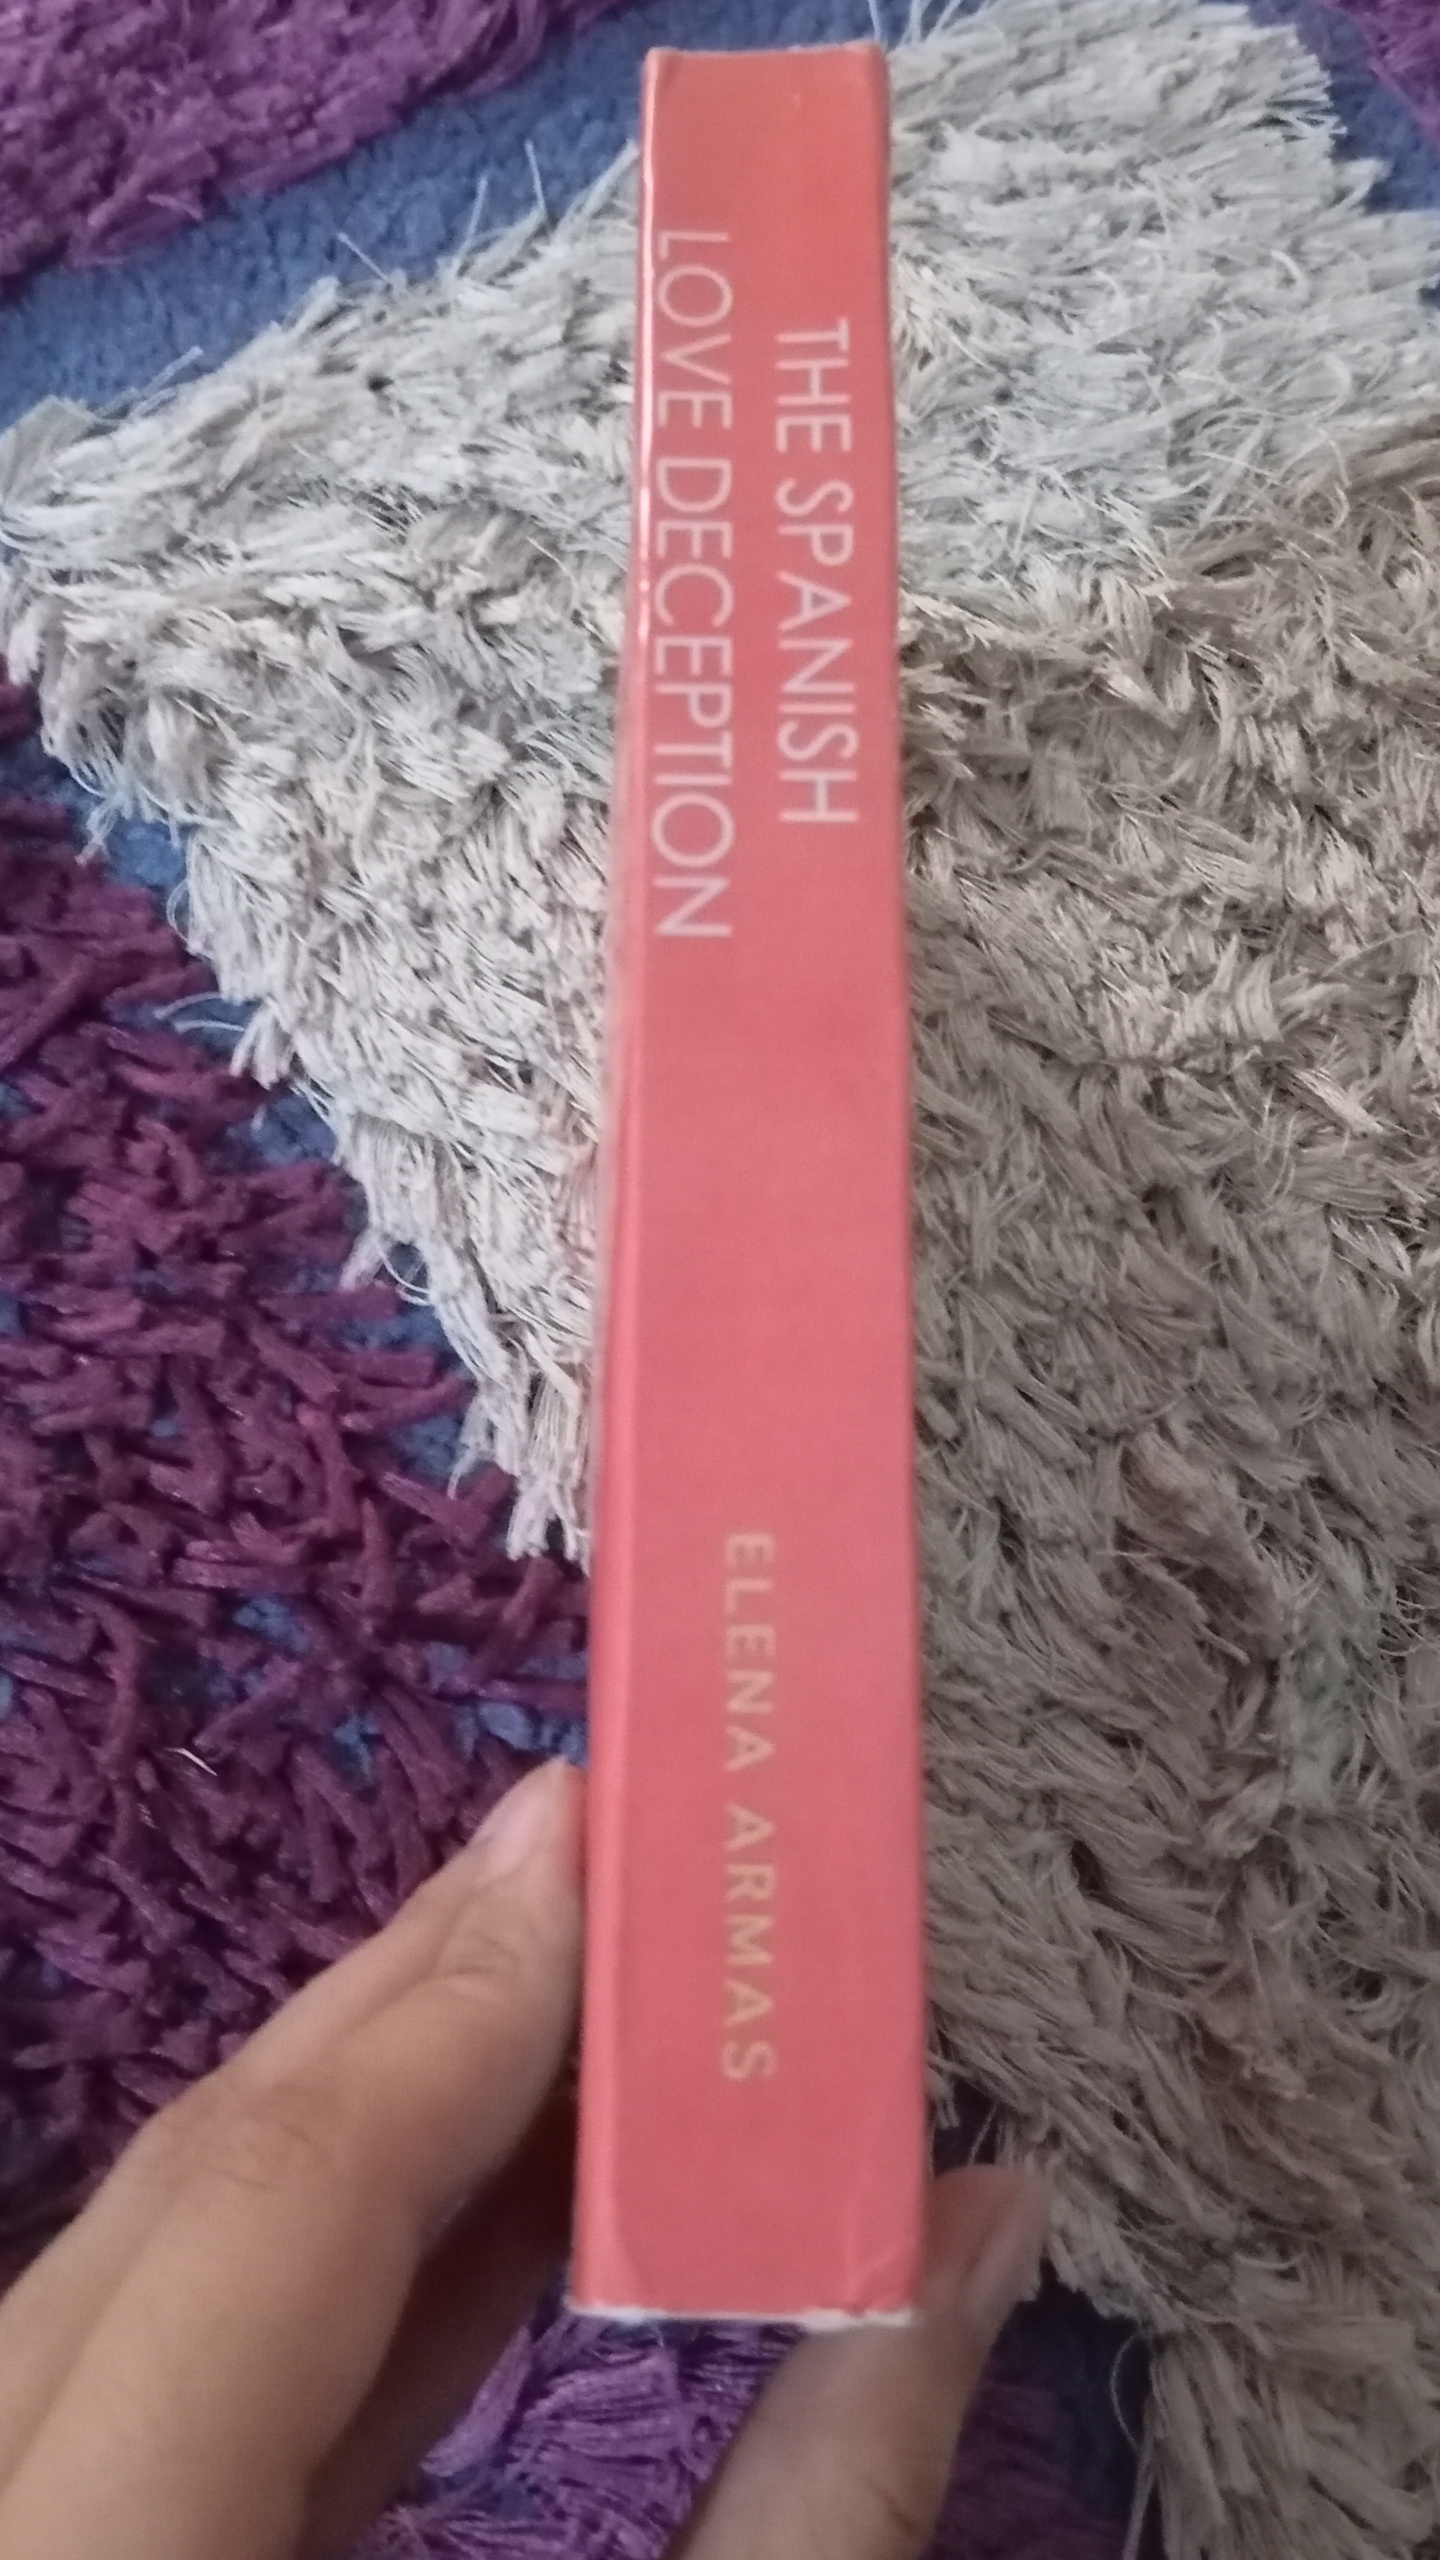 THE SPANISH
LOVE DECEPTION
ELENA ARMAS